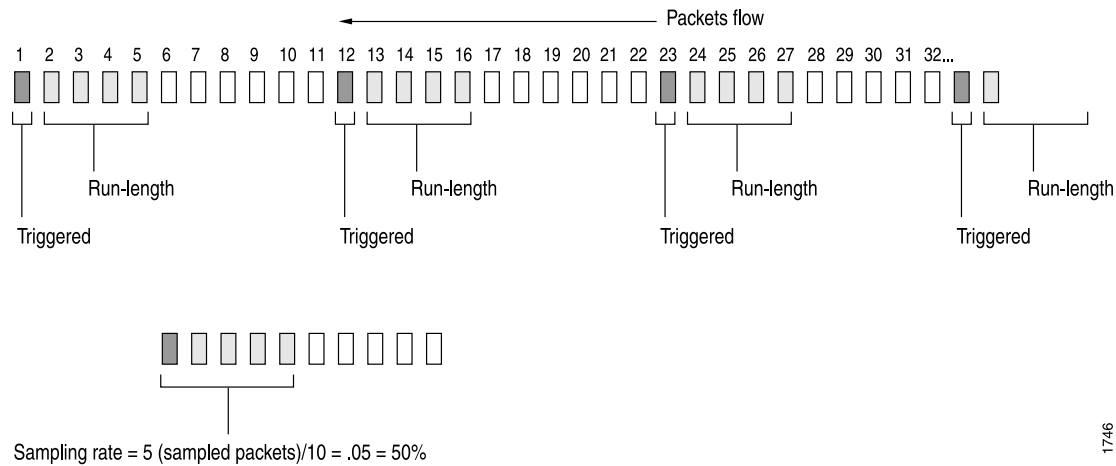 Packets flow
1 2 3 4 5 6 7 8 9 10 11 12 13 14 15 16 17 18 19 20 21 22 23 24 25 26 27 28 29 30 31 32...
Run-length Run-length Run-length Run-length
Triggered Triggered Triggered Triggered
Sampling rate = 5 (sampled packets)/10 = .05 = 50%
1746